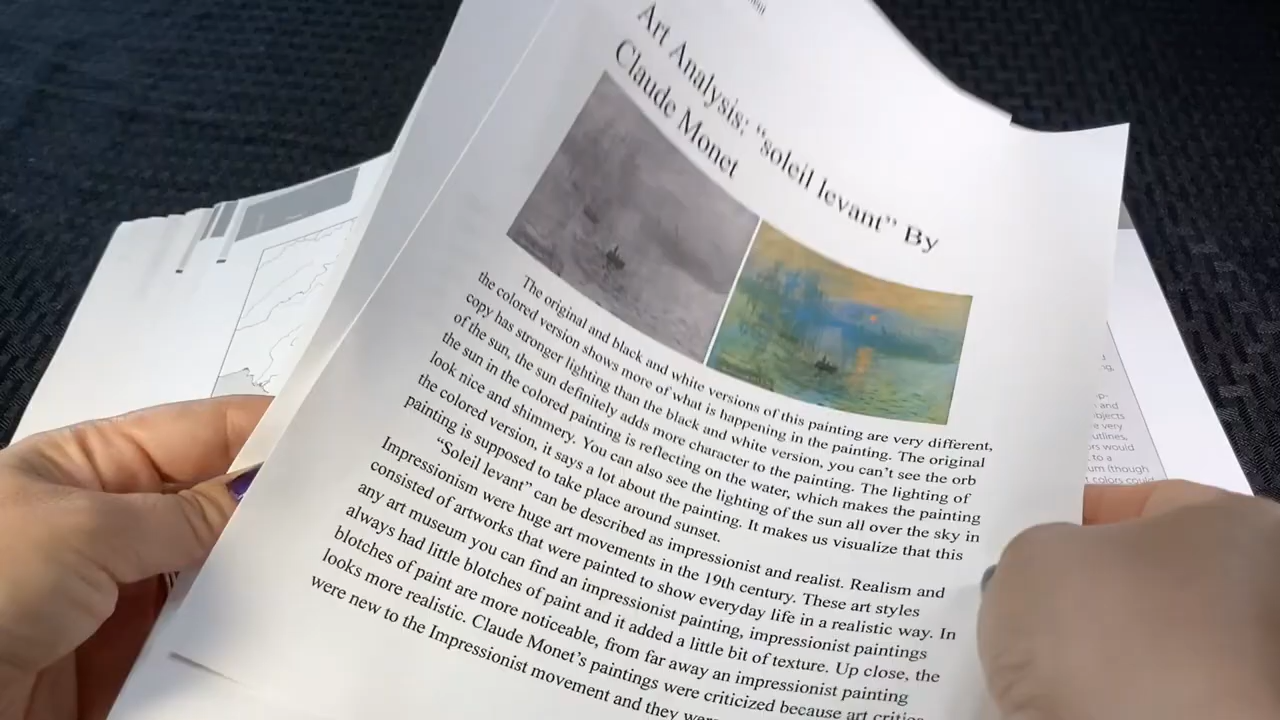 Art Analysis: “soleil levant” By
Claude Monet
The original and black and white versions of this painting are very different,
the colored version shows more of what is happening in the painting. The original
copy has stronger lighting than the black and white version, you can’t see the orb
of the sun, the sun definitely adds more character to the painting. The lighting of
the sun in the colored painting is reflecting on the water, which makes the painting
look nice and shimmery. You can also see the lighting of the sun all over the sky in
the colored version, it says a lot about the painting. It makes us visualize that this
painting is supposed to take place around sunset.
“Soleil levant” can be described as impressionist and realist. Realism and
Impressionism were huge art movements in the 19th century. These art styles
consisted of artworks that were painted to show everyday life in a realistic way. In
any art museum you can find an impressionist painting, impressionist paintings
always had little blotches of paint and it added a little bit of texture. Up close, the
blotches of paint are more noticeable, from far away an impressionist painting
looks more realistic. Claude Monet’s paintings were criticized because art critics
were new to the Impressionist movement and they were
and
very
would
to a
(though
colors could